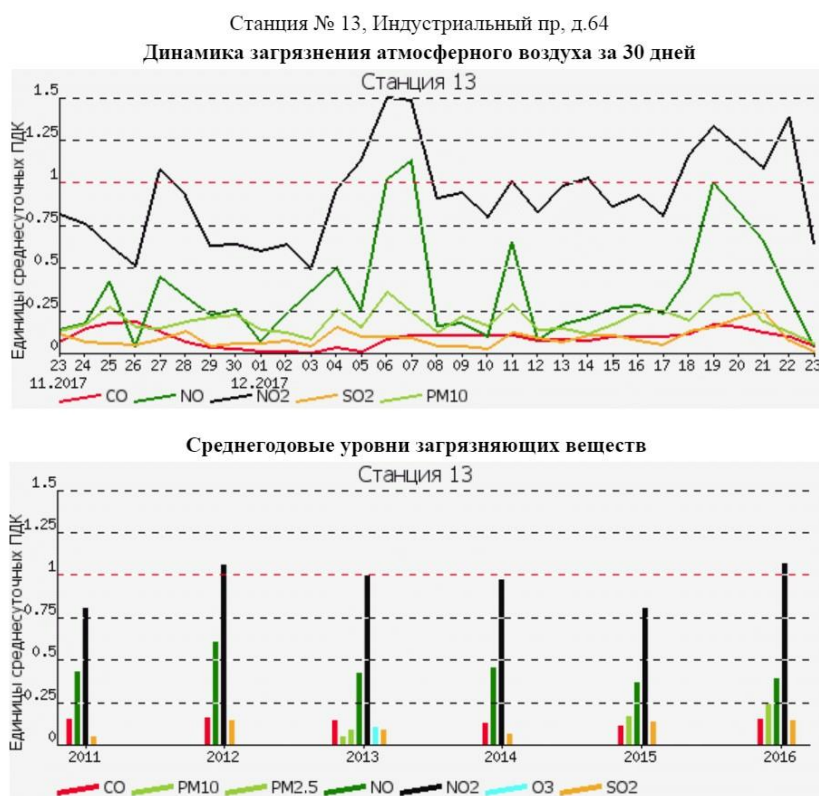 Станция № 13, Индустриальный пр, д.64
Динамика загрязнения атмосферного воздуха за 30 дней
Станция 13
Единицы среднесуточных ПДК
1.5
1.25
1
0.75
0.5
0.25
0
23 24 25 26 27 28 29 30 01 02 03 04 05 06 07 08 09 10 11 12 13 14 15 16 17 18 19 20 21 22 23
11.2017 12.2017
CO NO NO2 SO2 PM10
Среднегодовые уровни загрязняющих веществ
Станция 13
Единицы среднесуточных ПДК
1.5
1.25
1
0.75
0.5
0.25
0
2011 2012 2013 2014 2015 2016
CO PM10 PM2.5 NO NO2 O3 SO2